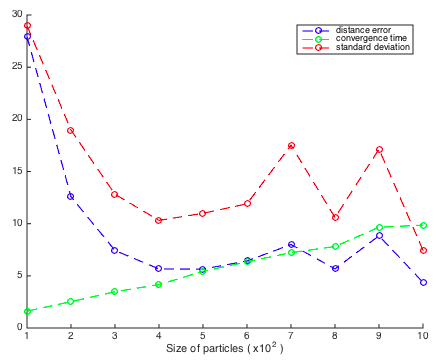 30
25
20
15
10
5
0
distance error
convergence time
standard deviation
1 2 3 4 5 6 7 8 9 10
Size of particles ( x10² )